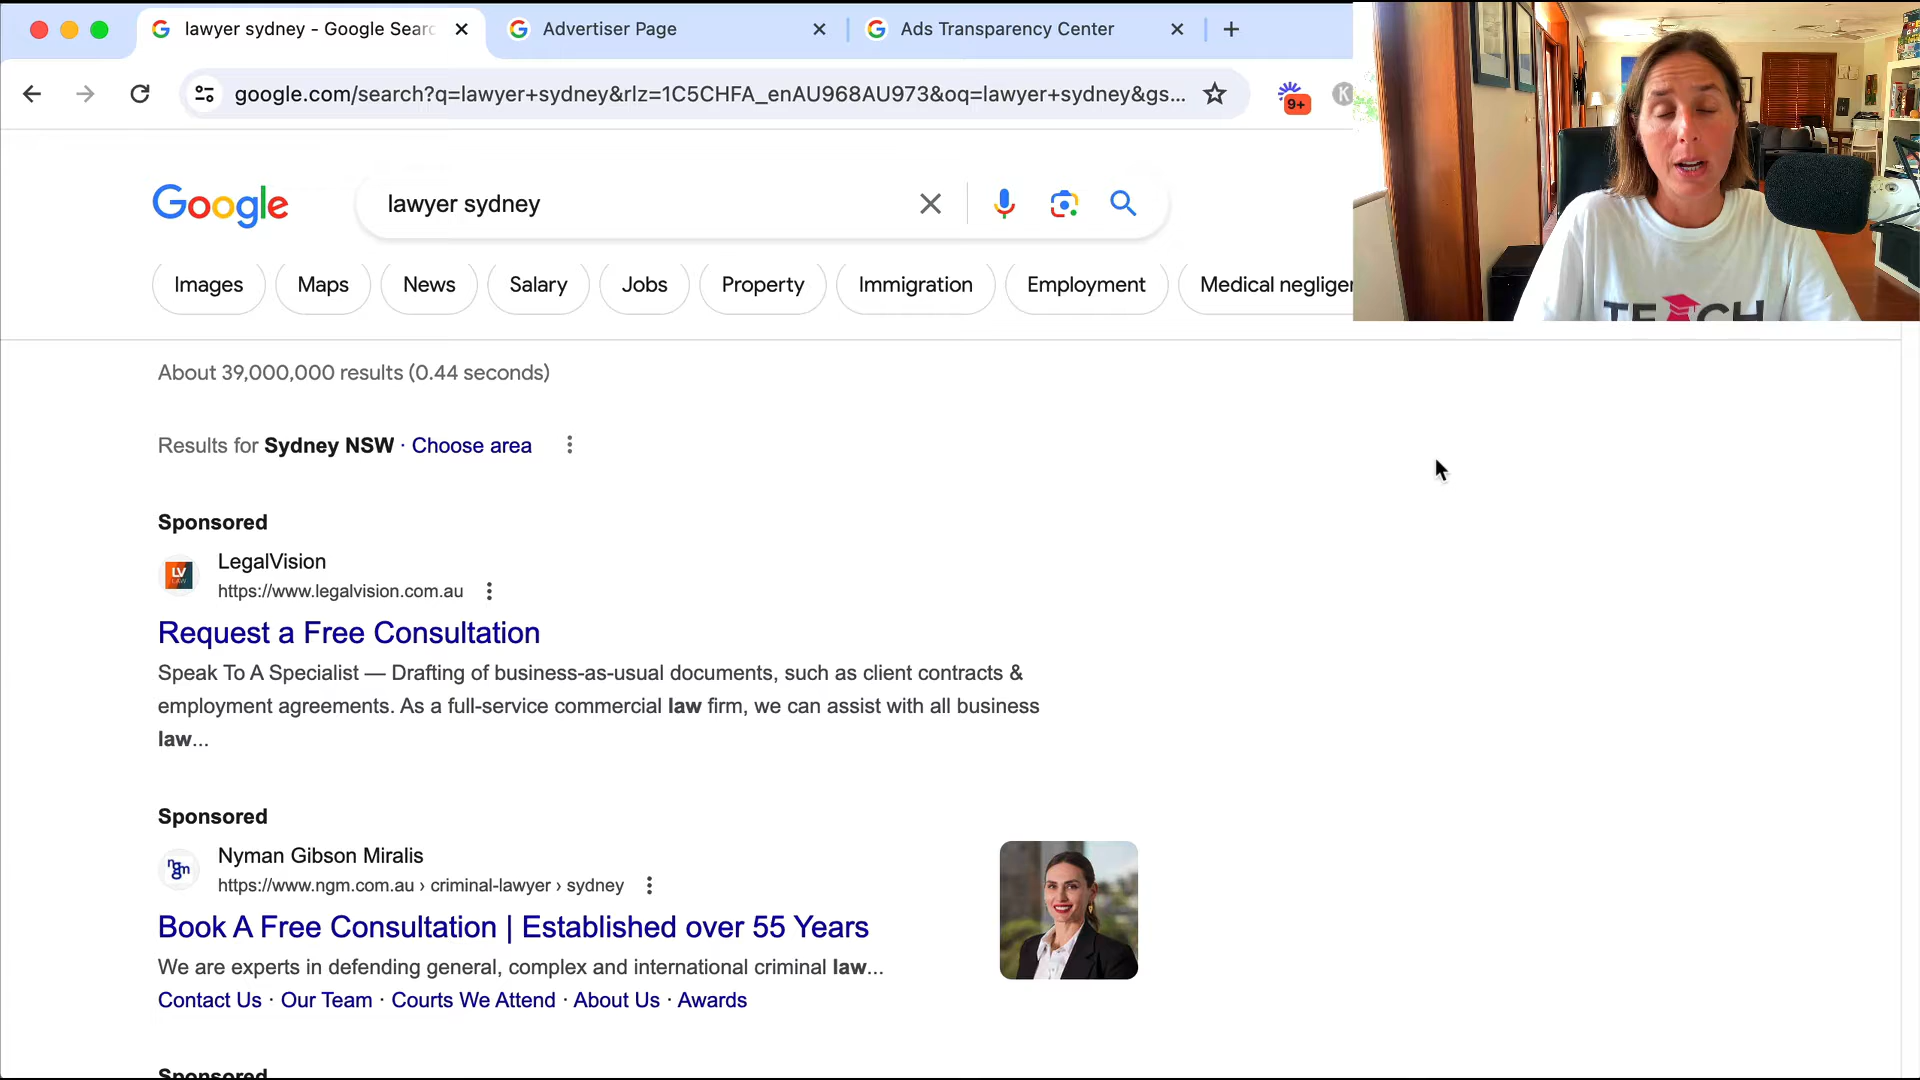 lawyer sydney - Google Searc
Advertiser Page
Ads Transparency Center
google.com/search?q=lawyer+sydney&rlz=1C5CHFA_enAU968AU973&oq=lawyer+sydney&gs...
9+
K
Google
lawyer sydney
Images
Maps
News
Salary
Jobs
Property
Immigration
Employment
Medical negligen
TEACH
About 39,000,000 results (0.44 seconds)
Results for Sydney NSW · Choose area
Sponsored
LV
LAW
LegalVision
https://www.legalvision.com.au
Request a Free Consultation
Speak To A Specialist — Drafting of business-as-usual documents, such as client contracts &
employment agreements. As a full-service commercial law firm, we can assist with all business
law...
Sponsored
ngm
Nyman Gibson Miralis
https://www.ngm.com.au › criminal-lawyer › sydney
Book A Free Consultation | Established over 55 Years
We are experts in defending general, complex and international criminal law...
Contact Us · Our Team · Courts We Attend · About Us · Awards
Sponsored